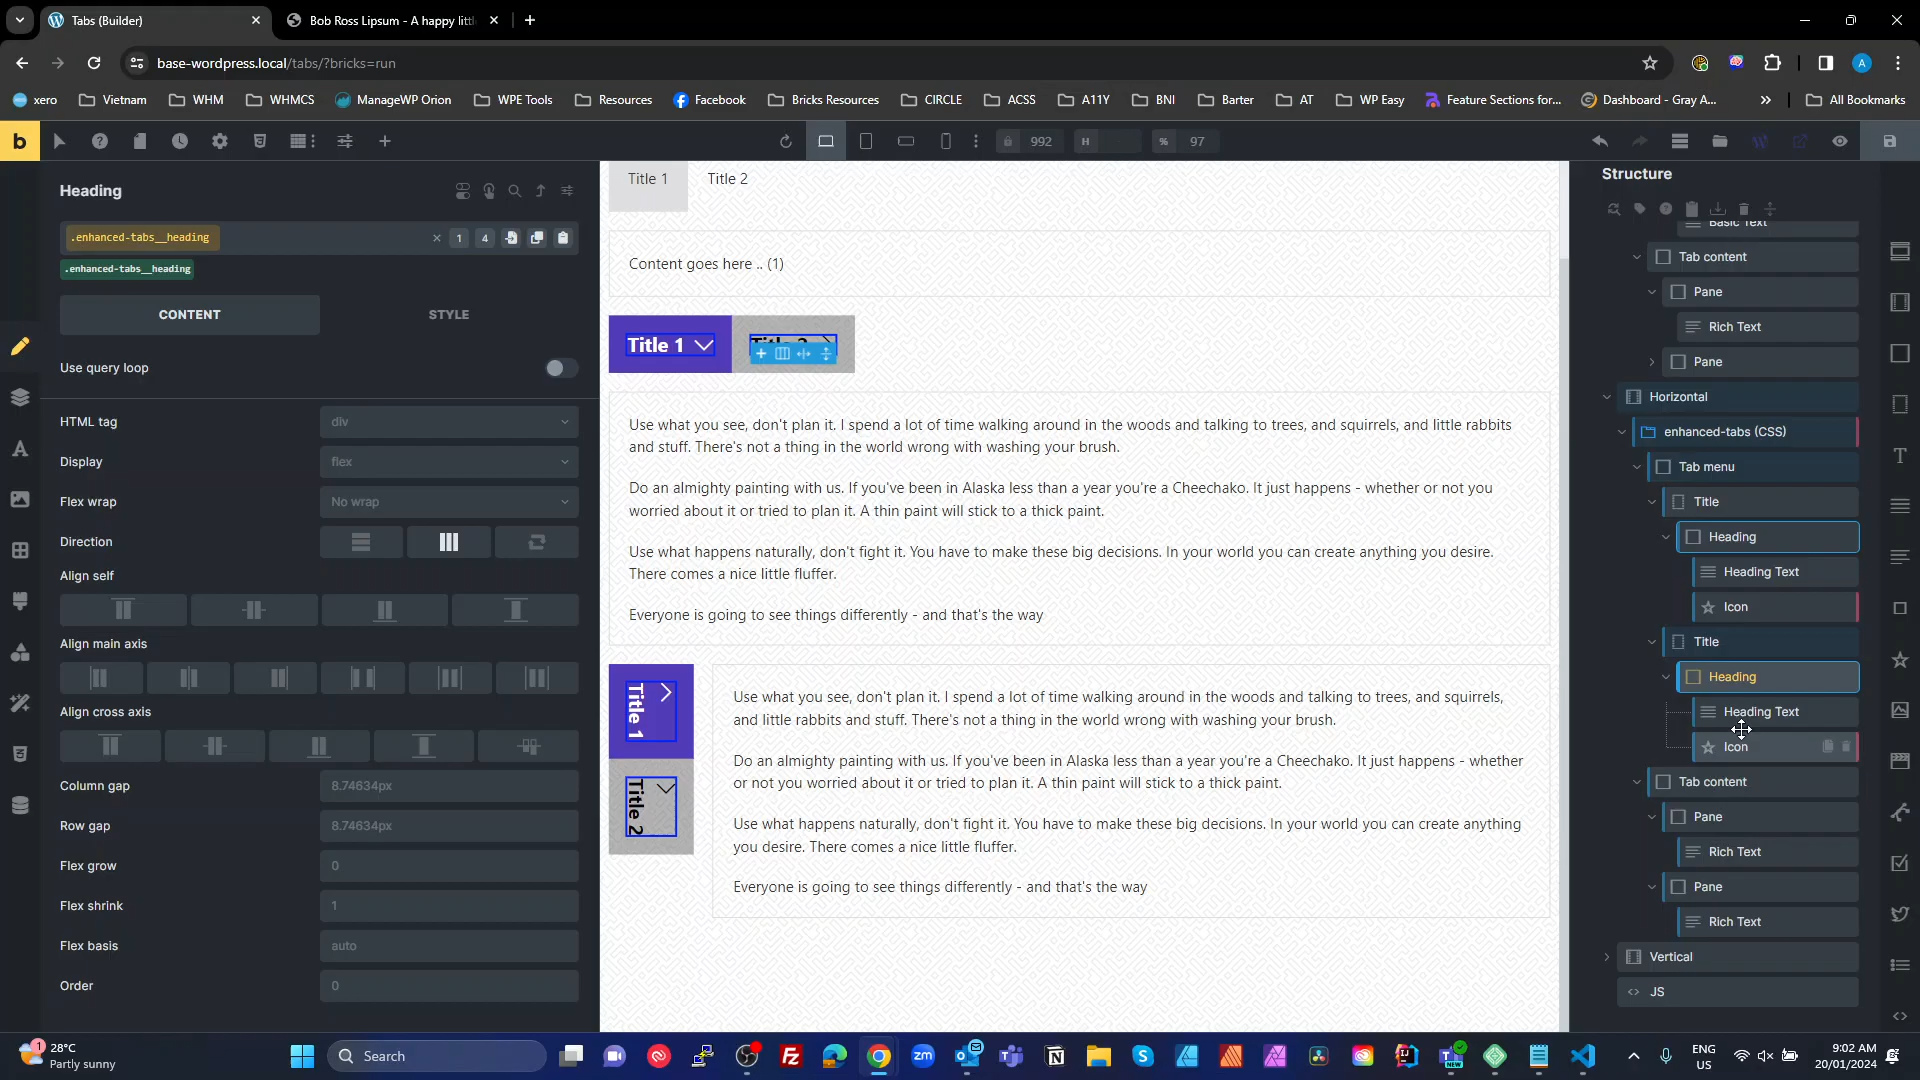 Tabs (Builder)
Bob Ross Lipsum - A happy littl
base-wordpress.local/tabs/?bricks=run
A
xero
Vietnam
WHM
WHMCS
ManageWP Orion
WPE Tools
Resources
Facebook
Bricks Resources
CIRCLE
ACSS
A11Y
BNI
Barter
AT
WP Easy
Feature Sections for...
Dashboard - Gray A...
All Bookmarks
b
992
H
%
97
Heading
.enhanced-tabs__heading
1
4
.enhanced-tabs__heading
CONTENT
STYLE
Use query loop
HTML tag
div
Display
flex
Flex wrap
No wrap
Direction
Align self
Align main axis
Align cross axis
Column gap
8.74634px
Row gap
8.74634px
Flex grow
0
Flex shrink
1
Flex basis
auto
Order
0
Title 1
Title 2
Content goes here .. (1)
Title 1
Title 2
Use what you see, don't plan it. I spend a lot of time walking around in the woods and talking to trees, and squirrels, and little rabbits
and stuff. There's not a thing in the world wrong with washing your brush.
Do an almighty painting with us. If you've been in Alaska less than a year you're a Cheechako. It just happens - whether or not you
worried about it or tried to plan it. A thin paint will stick to a thick paint.
Use what happens naturally, don't fight it. You have to make these big decisions. In your world you can create anything you desire.
There comes a nice little fluffer.
Everyone is going to see things differently - and that's the way
Title 1
Title 2
Use what you see, don't plan it. I spend a lot of time walking around in the woods and talking to trees, and squirrels,
and little rabbits and stuff. There's not a thing in the world wrong with washing your brush.
Do an almighty painting with us. If you've been in Alaska less than a year you're a Cheechako. It just happens - whether
or not you worried about it or tried to plan it. A thin paint will stick to a thick paint.
Use what happens naturally, don't fight it. You have to make these big decisions. In your world you can create anything
you desire. There comes a nice little fluffer.
Everyone is going to see things differently - and that's the way
Structure
Basic Text
Tab content
Pane
Rich Text
Pane
Horizontal
enhanced-tabs (CSS)
Tab menu
Title
Heading
Heading Text
Icon
Title
Heading
Heading Text
Icon
Tab content
Pane
Rich Text
Pane
Rich Text
Vertical
JS
1
28°C
Partly sunny
Search
zm
NEW
ENG
US
9:02 AM
20/01/2024